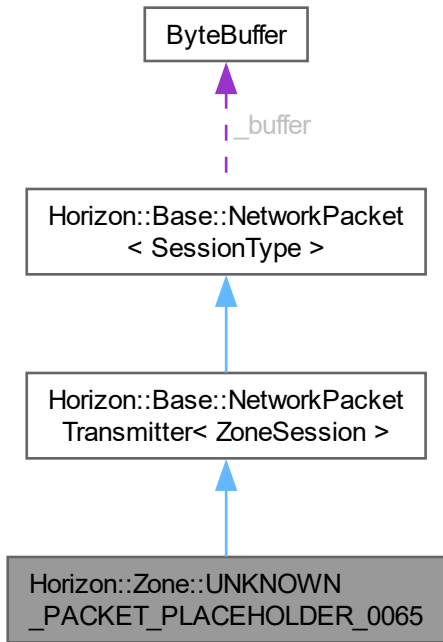 ByteBuffer
_buffer
Horizon::Base::NetworkPacket
< SessionType >
Horizon::Base::NetworkPacket
Transmitter< ZoneSession >
Horizon::Zone::UNKNOWN
_PACKET_PLACEHOLDER_0065